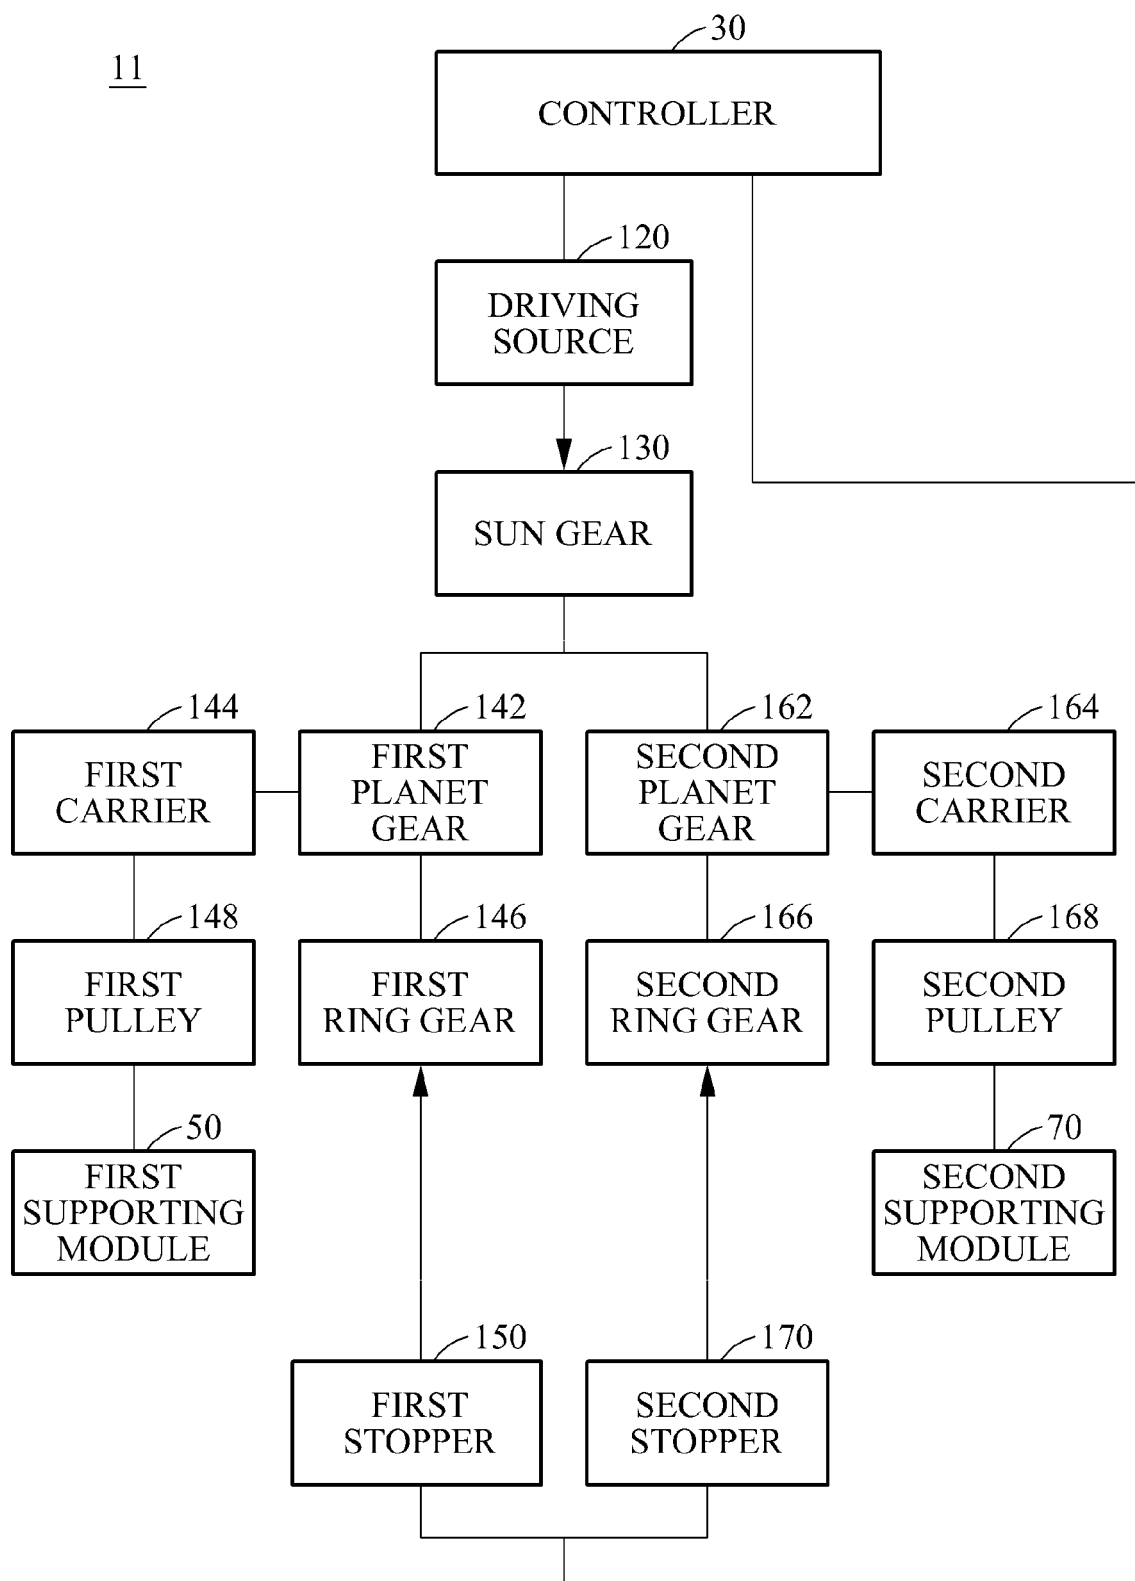 30
11
CONTROLLER
120
DRIVING
SOURCE
130
SUN GEAR
144
FIRST
CARRIER
142
FIRST
PLANET
GEAR
162
SECOND
PLANET
GEAR
164
SECOND
CARRIER
148
FIRST
PULLEY
146
FIRST
RING GEAR
166
SECOND
RING GEAR
168
SECOND
PULLEY
50
FIRST
SUPPORTING
MODULE
70
SECOND
SUPPORTING
MODULE
150
FIRST
STOPPER
170
SECOND
STOPPER